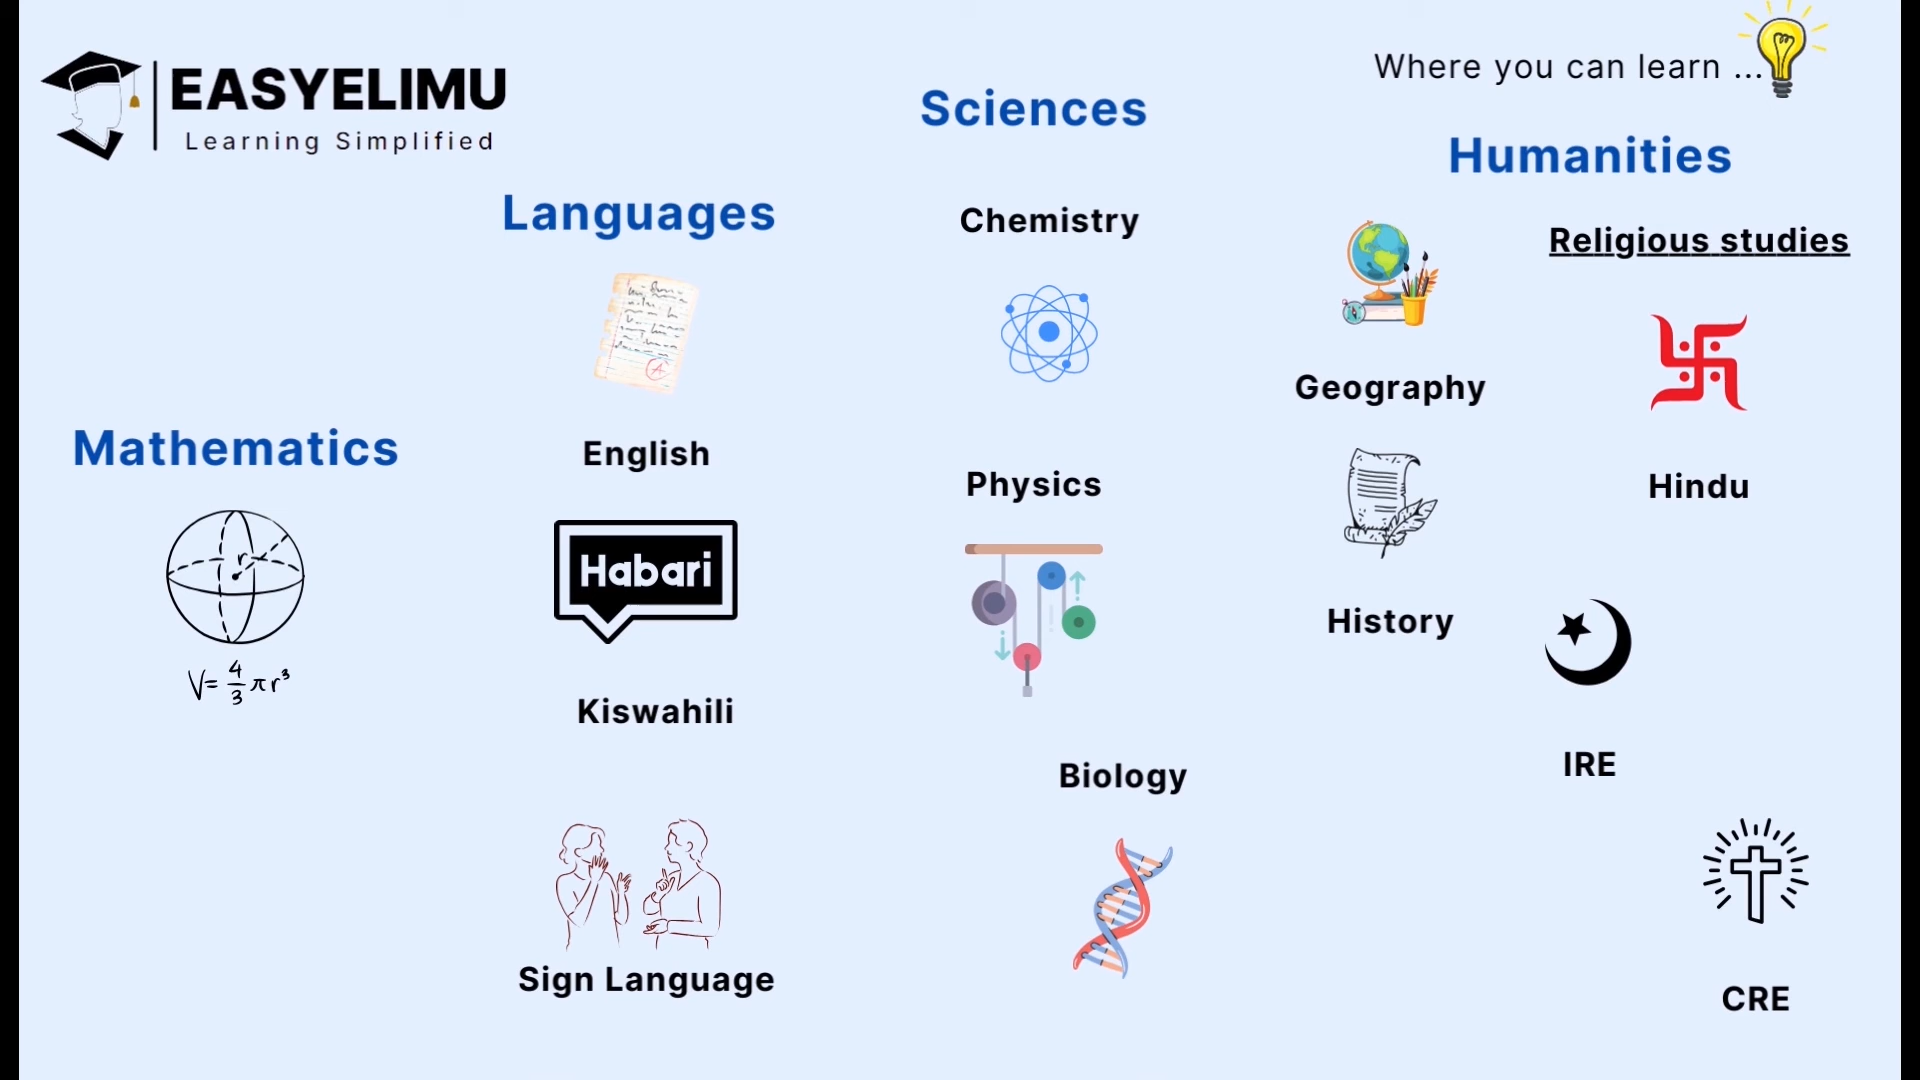 EASYELIMU
Learning Simplified
Where you can learn ...
Mathematics
r
V= 4/3 πr³
Languages
English
Habari
Kiswahili
Sign Language
Sciences
Chemistry
Physics
Biology
Humanities
Geography
History
Religious studies
Hindu
IRE
CRE